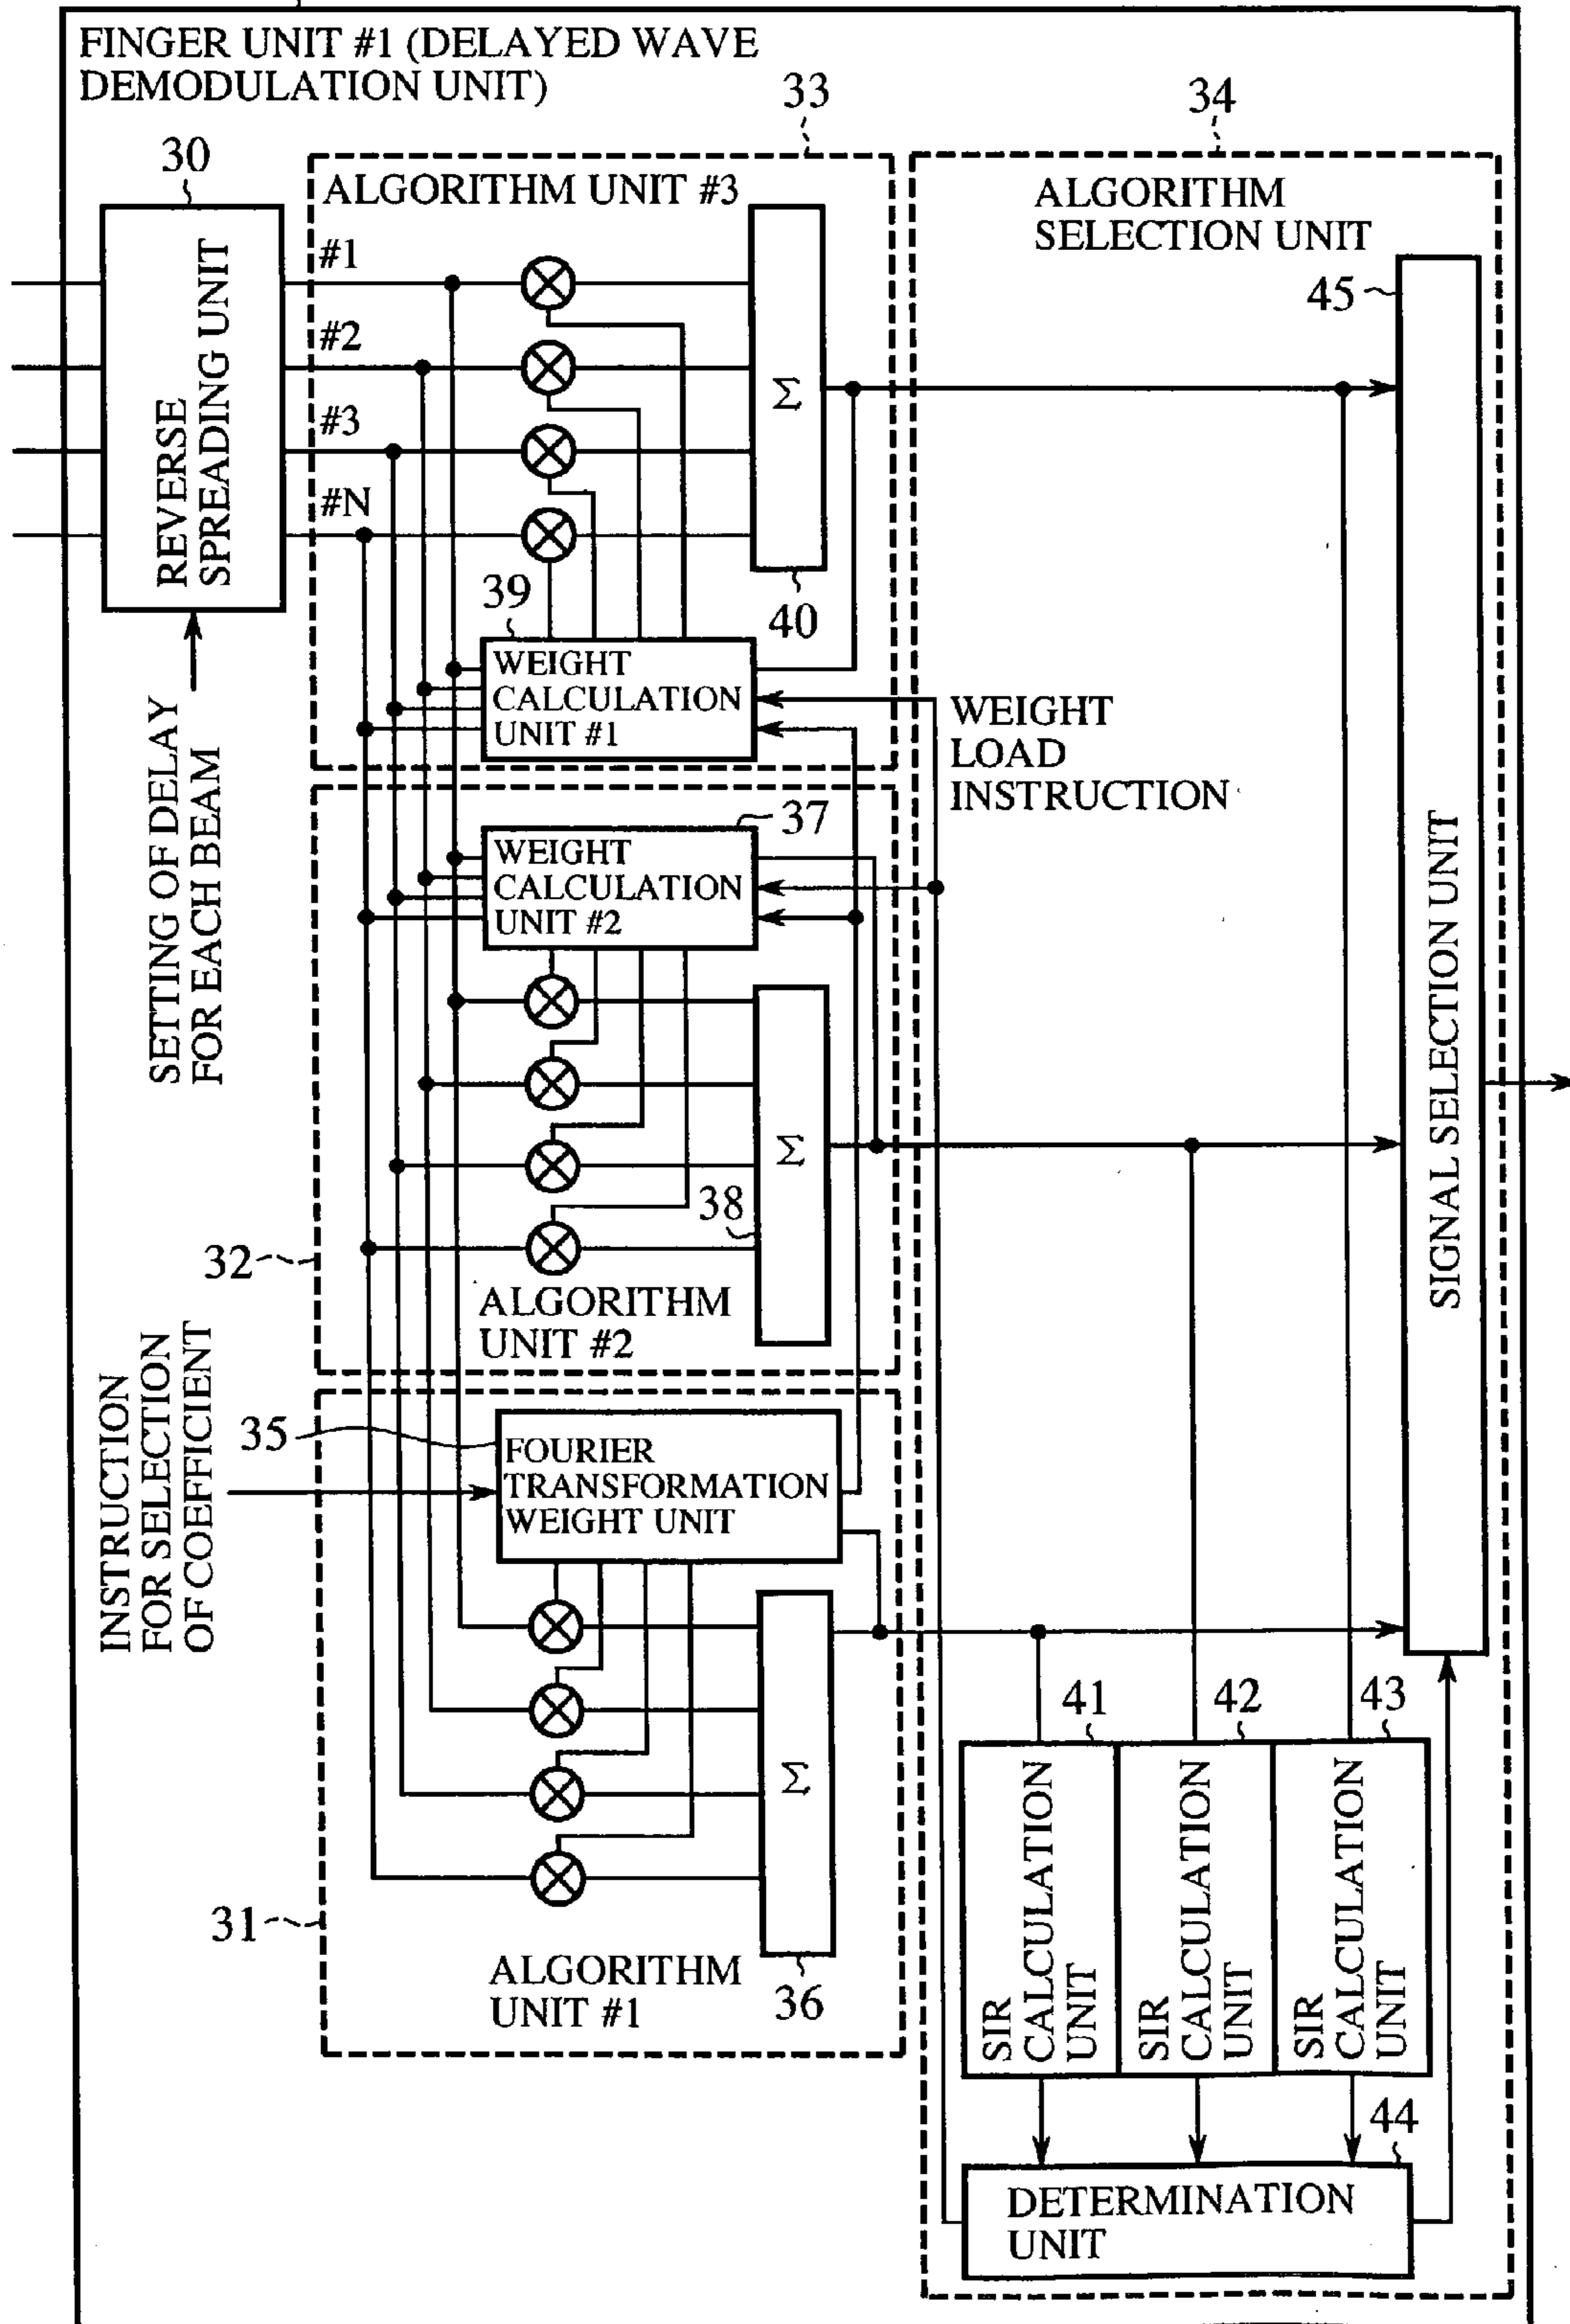 FINGER UNIT #1 (DELAYED WAVE
DEMODULATION UNIT)
33
34
30
ALGORITHM UNIT #3
ALGORITHM
SELECTION UNIT
REVERSE
SPREADING UNIT
#1
#2
#3
#N
Σ
45
39
40
WEIGHT
CALCULATION
UNIT #1
SETTING OF DELAY
FOR EACH BEAM
WEIGHT
LOAD
INSTRUCTION
37
WEIGHT
CALCULATION
UNIT #2
SIGNAL SELECTION UNIT
Σ
38
32
ALGORITHM
UNIT #2
INSTRUCTION
FOR SELECTION
OF COEFFICIENT
35
FOURIER
TRANSFORMATION
WEIGHT UNIT
Σ
41
42
43
31
ALGORITHM
UNIT #1
36
SIR
CALCULATION
UNIT
SIR
CALCULATION
UNIT
SIR
CALCULATION
UNIT
44
DETERMINATION
UNIT